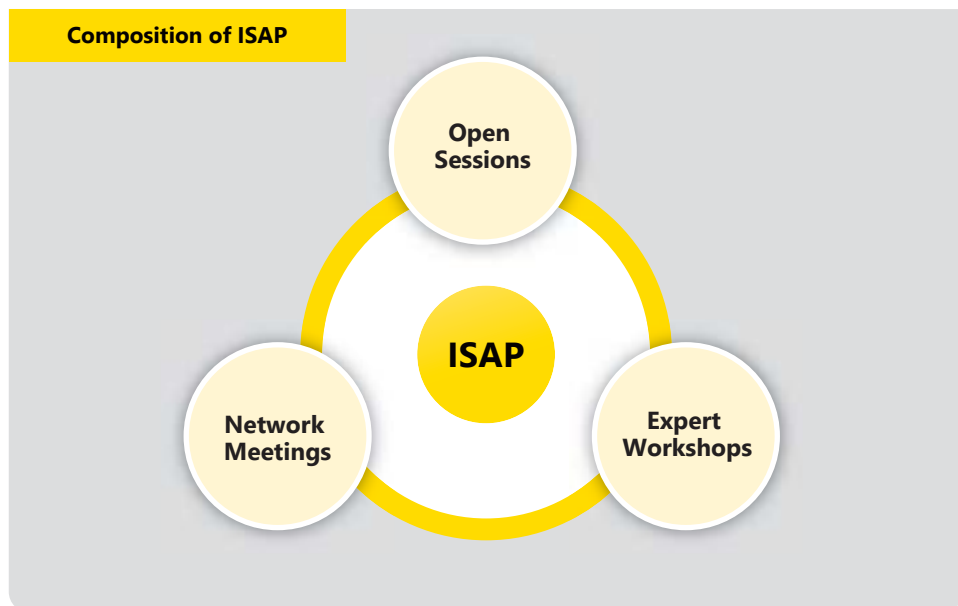 Composition of ISAP
Open
Sessions
ISAP
Network
Meetings
Expert
Workshops